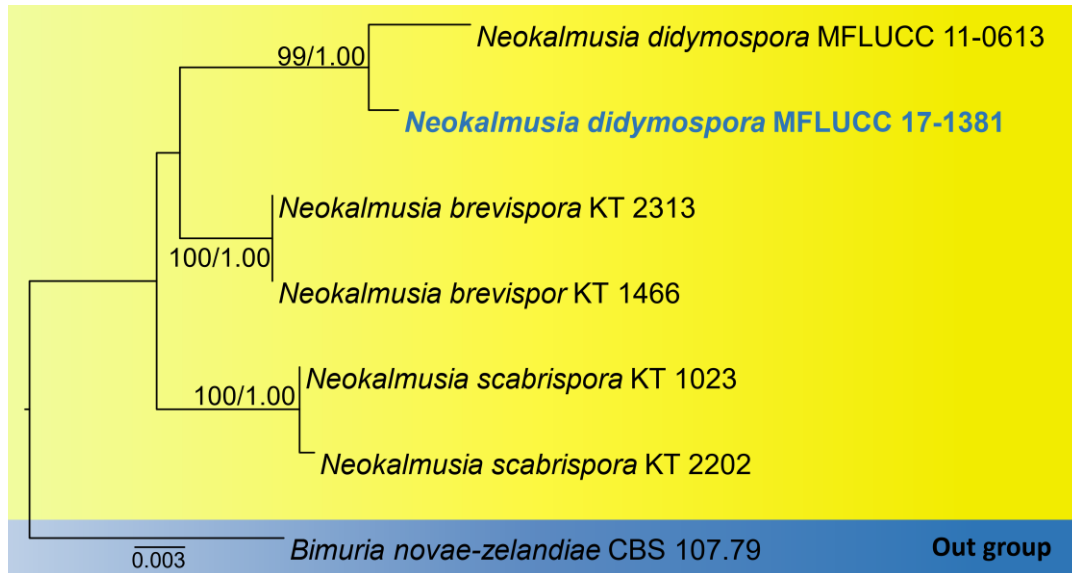 Neokalmusia didymospora MFLUCC 11-0613
99/1.00
Neokalmusia didymospora MFLUCC 17-1381
Neokalmusia brevispora KT 2313
100/1.00
Neokalmusia brevispor KT 1466
Neokalmusia scabrispora KT 1023
100/1.00
Neokalmusia scabrispora KT 2202
Bimuria novae-zelandiae CBS 107.79 Out group
0.003